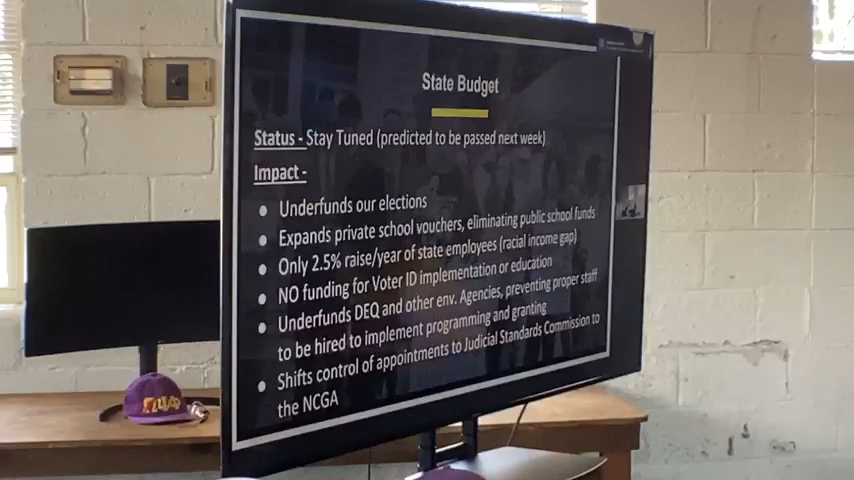 State Budget
Status - Stay Tuned (predicted to be passed next week)
Impact -
● Underfunds our elections
● Expands private school vouchers, eliminating public school funds
● Only 2.5% raise/year of state employees (racial income gap)
● NO funding for Voter ID implementation or education
● Underfunds DEQ and other env. Agencies, preventing proper staff
to be hired to implement programming and granting
● Shifts control of appointments to Judicial Standards Commission to
the NCGA
ΩΨΦ